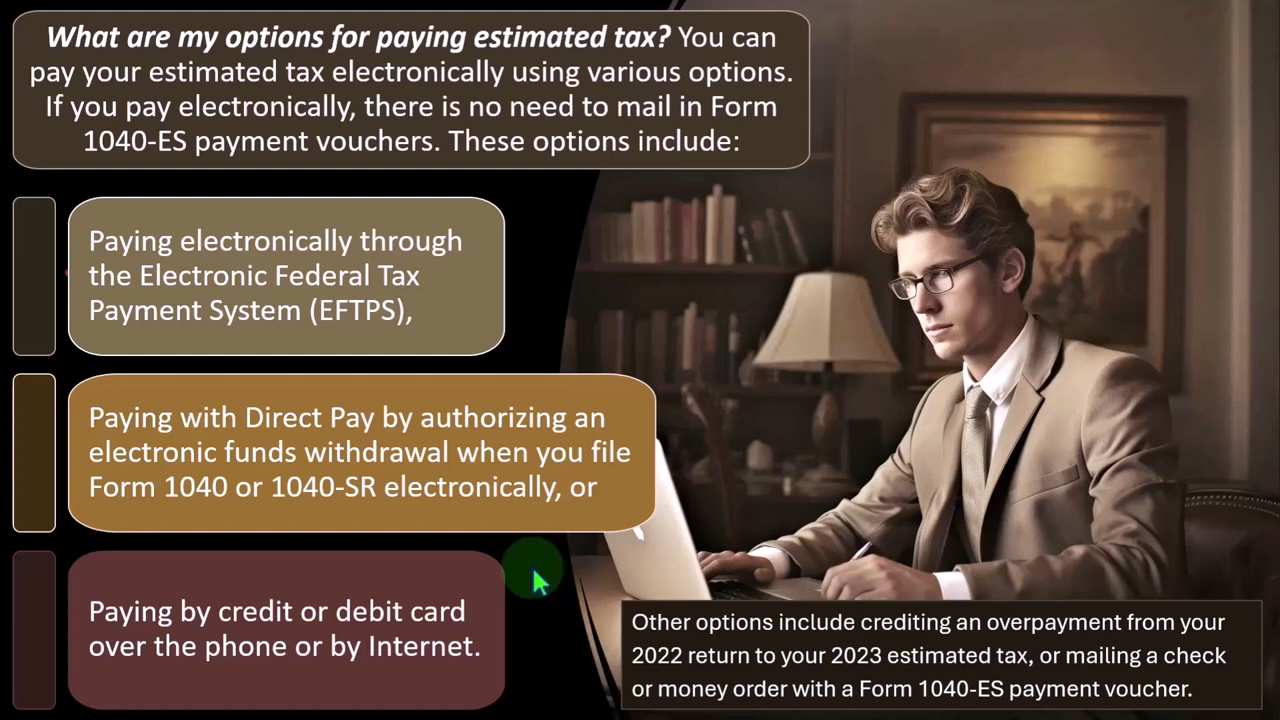 What are my options for paying estimated tax? You can
pay your estimated tax electronically using various options.
If you pay electronically, there is no need to mail in Form
1040-ES payment vouchers. These options include:
Paying electronically through
the Electronic Federal Tax
Payment System (EFTPS),
Paying with Direct Pay by authorizing an
electronic funds withdrawal when you file
Form 1040 or 1040-SR electronically, or
Paying by credit or debit card
over the phone or by Internet.
Other options include crediting an overpayment from your
2022 return to your 2023 estimated tax, or mailing a check
or money order with a Form 1040-ES payment voucher.